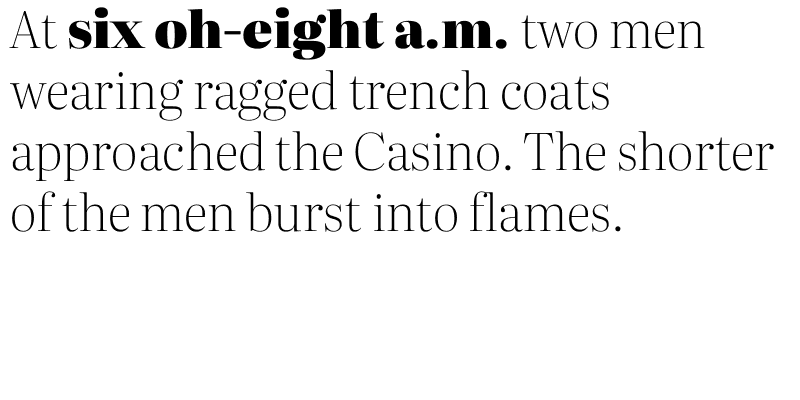 At six oh-eight a.m. two men
wearing ragged trench coats
approached the Casino. The shorter
of the men burst into flames.